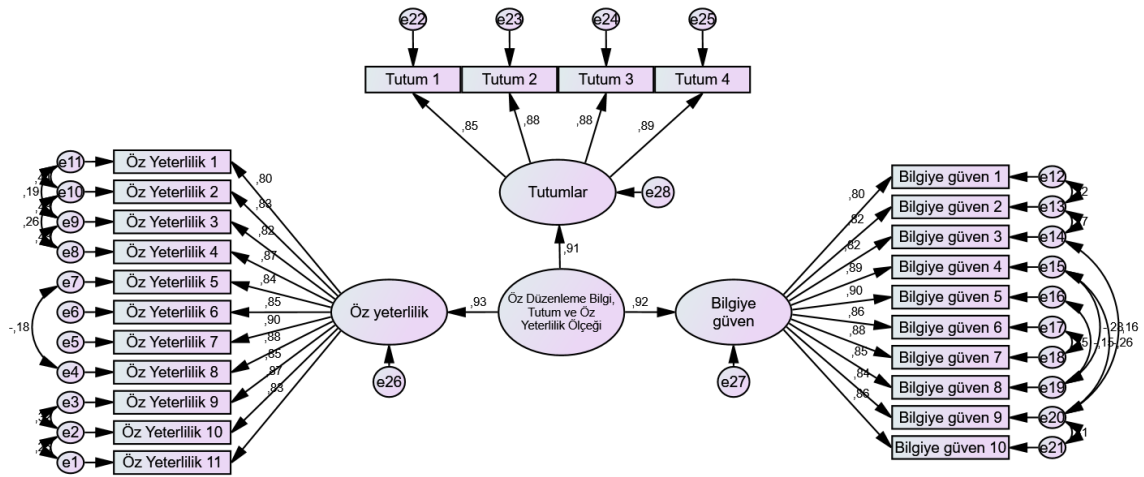 e22 e23 e24 e25
Tutum 1 Tutum 2 Tutum 3 Tutum 4
,85 ,88 ,88 ,89
Tutumlar
e28
,91
Öz Düzenleme Bilgi,
Tutum ve Öz
Yeterlilik Ölçeği
,93
,92
Öz yeterlilik
e26
Bilgiye
güven
e27
e11 Öz Yeterlilik 1 ,80
e10 Öz Yeterlilik 2 ,83
e9 Öz Yeterlilik 3 ,82
e8 Öz Yeterlilik 4 ,87
e7 Öz Yeterlilik 5 ,84
e6 Öz Yeterlilik 6 ,85
e5 Öz Yeterlilik 7 ,90
e4 Öz Yeterlilik 8 ,88
e3 Öz Yeterlilik 9 ,85
e2 Öz Yeterlilik 10 ,87
e1 Öz Yeterlilik 11 ,83
,19
,26
-,18
,80 Bilgiye güven 1 e12
,82 Bilgiye güven 2 e13
,82 Bilgiye güven 3 e14
,89 Bilgiye güven 4 e15
,90 Bilgiye güven 5 e16
,86 Bilgiye güven 6 e17
,88 Bilgiye güven 7 e18
,85 Bilgiye güven 8 e19
,84 Bilgiye güven 9 e20
,86 Bilgiye güven 10 e21
,16
-,15
-,26